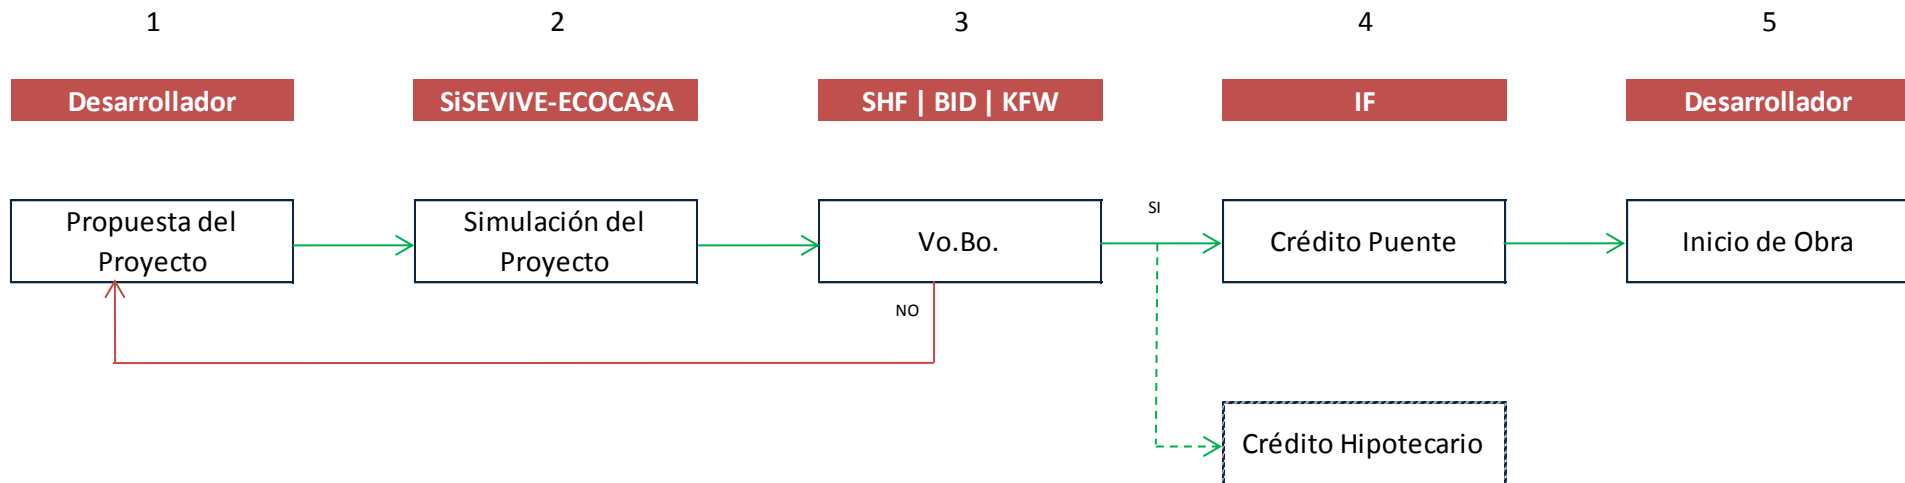 1
2
3
4
5
Desarrollador
SiSEVIVE-ECOCASA
SHF | BID | KFW
IF
Desarrollador
Propuesta del
Proyecto
Simulación del
Proyecto
Vo.Bo.
SI
Crédito Puente
Inicio de Obra
NO
Crédito Hipotecario